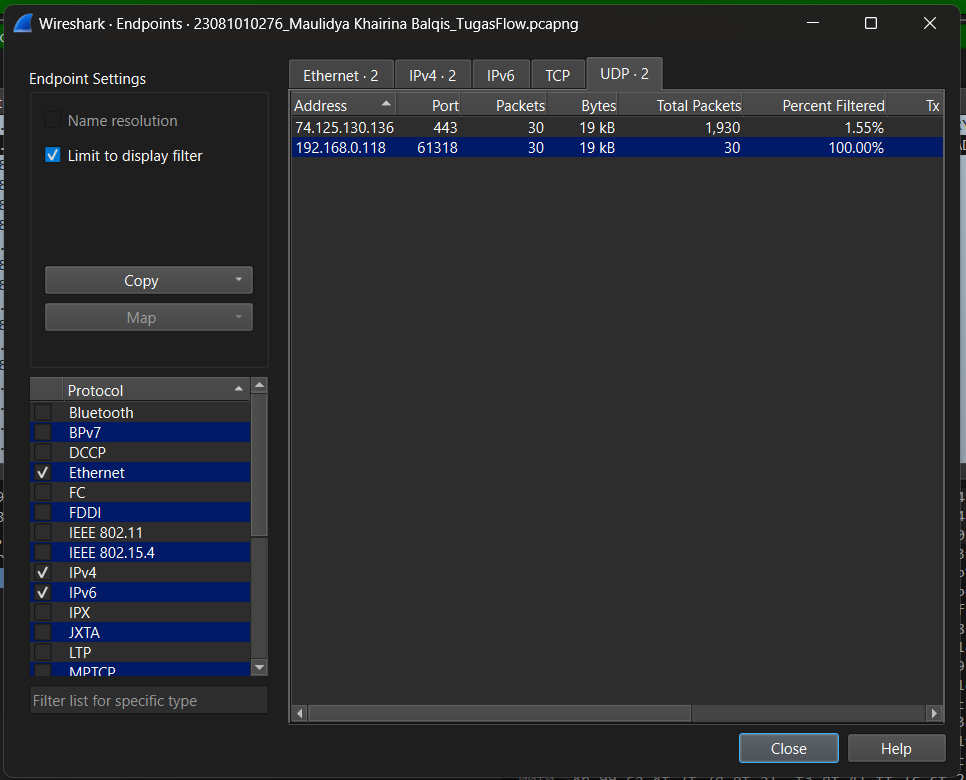 Wireshark · Endpoints · 23081010276_Maulidya Khairina Balqis_TugasFlow.pcapng
Endpoint Settings
Name resolution
Limit to display filter
Copy
Map
Protocol
Bluetooth
BPv7
DCCP
Ethernet
FC
FDDI
IEEE 802.11
IEEE 802.15.4
IPv4
IPv6
IPX
JXTA
LTP
MPTCP
Filter list for specific type
Ethernet · 2 IPv4 · 2 IPv6 TCP UDP · 2
Address Port Packets Bytes Total Packets Percent Filtered Tx
74.125.130.136 443 30 19 kB 1,930 1.55%
192.168.0.118 61318 30 19 kB 30 100.00%
Close Help